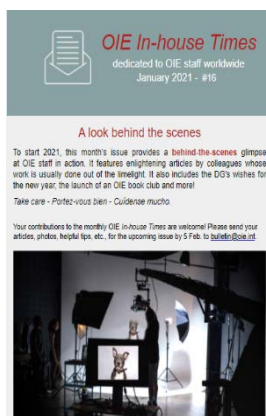 OIE In-house Times
dedicated to OIE staff worldwide
January 2021 - #16
A look behind the scenes
To start 2021, this month's issue provides a behind-the-scenes glimpse
at OIE staff in action. It features enlightening articles by colleagues whose
work is usually done out of the limelight. It also includes the DG's wishes for
the new year, the launch of an OIE book club and more!
Take care - Portez-vous bien - Cuídense mucho.
Your contributions to the monthly OIE In-house Times are welcome! Please send your
articles, photos, helpful tips, etc., for the upcoming issue by 5 Feb. to bulletin@oie.int.